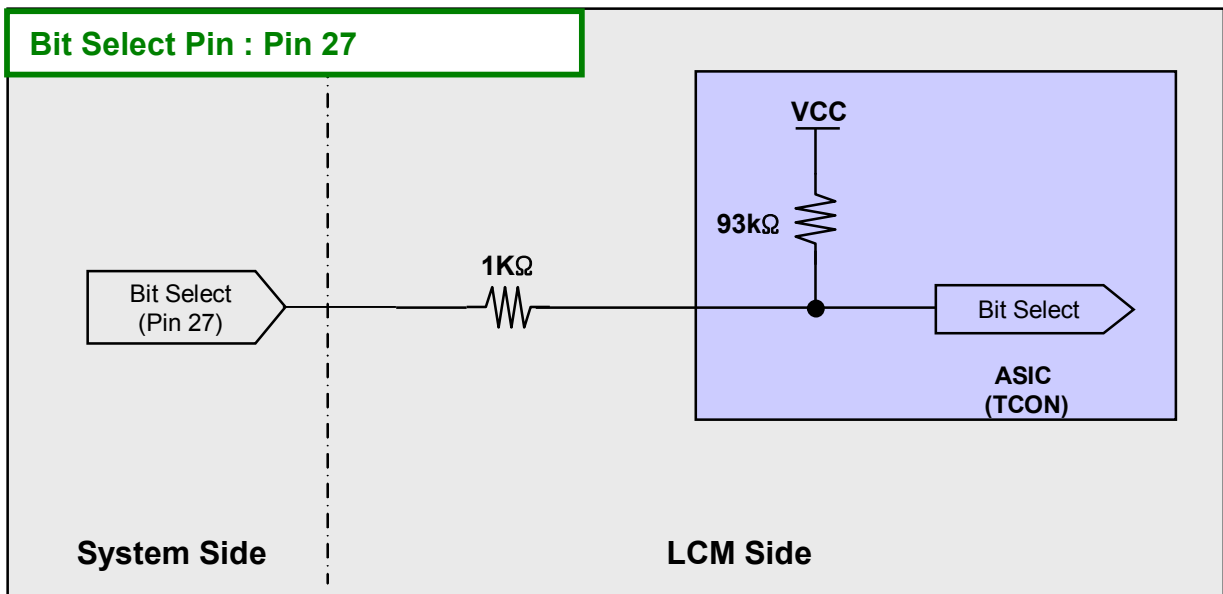 Bit Select Pin : Pin 27
VCC
93kΩ
1KΩ
Bit Select
(Pin 27)
Bit Select
ASIC
(TCON)
System Side
LCM Side